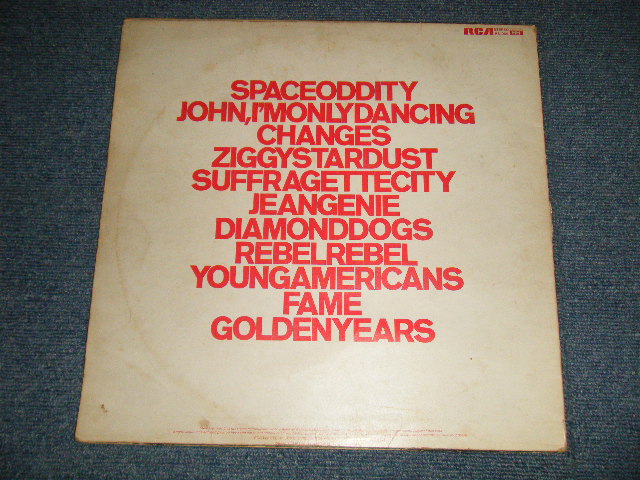 RCA
SPACEODDITY
JOHN,I'MONLYDANCING
CHANGES
ZIGGYSTARDUST
SUFFRAGETTECITY
JEANGENIE
DIAMONDDOGS
REBELREBEL
YOUNGAMERICANS
FAME
GOLDENYEARS